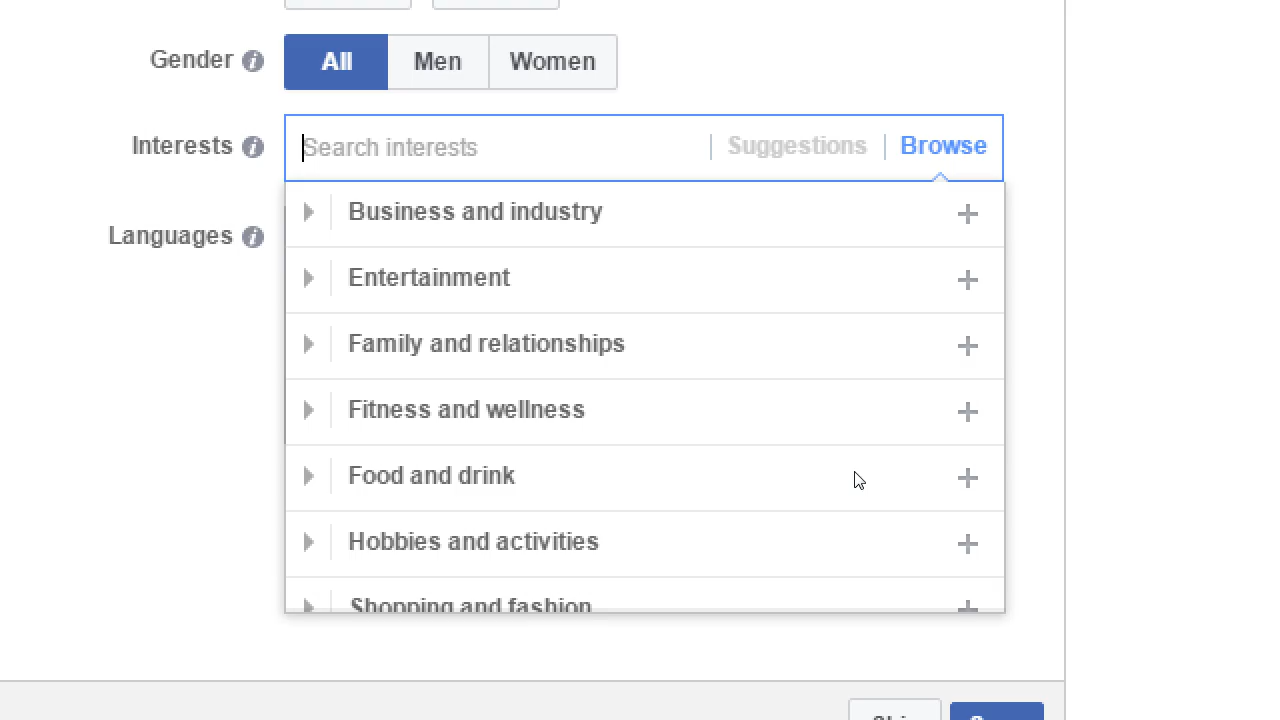 Gender
All Men Women
Interests
Search interests
Suggestions
Browse
Business and industry
Entertainment
Languages
Family and relationships
Fitness and wellness
Food and drink
Hobbies and activities
Shopping and fashion